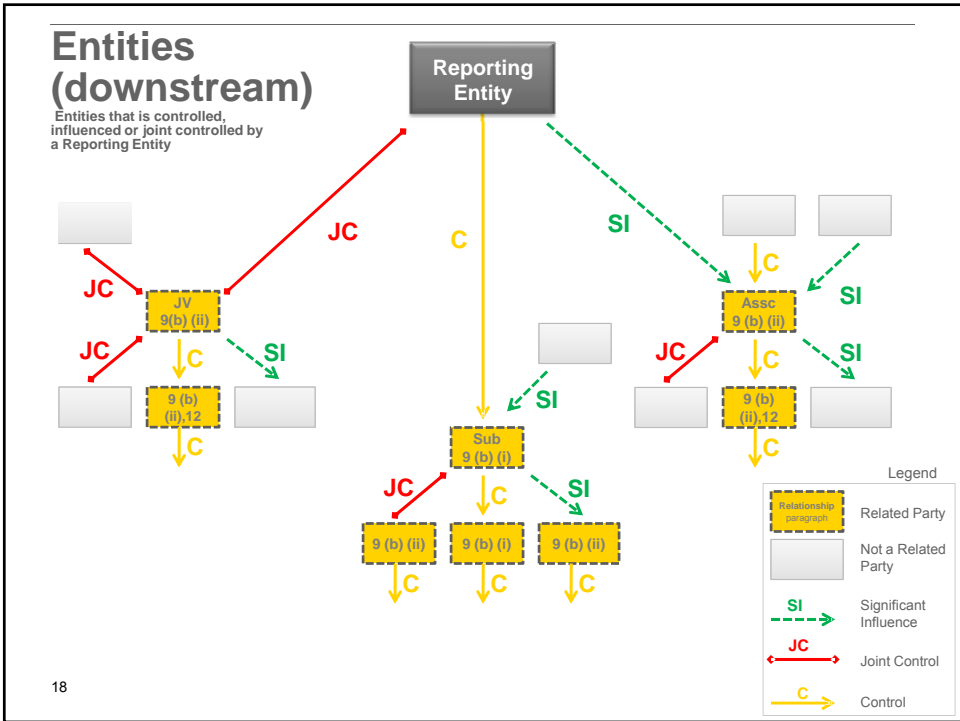 Entities
(downstream)
Entities that is controlled,
influenced or joint controlled by
a Reporting Entity
Reporting
Entity
JC
C
SI
JC
JV
9(b) (ii)
JC
C
SI
9 (b)
(ii),12
C
SI
Sub
9 (b) (i)
JC
C
SI
9 (b) (ii)
9 (b) (i)
9 (b) (ii)
C
C
C
C
SI
Assc
9 (b) (ii)
JC
C
SI
9 (b)
(ii),12
C
Legend
Relationship
paragraph
Related Party
Not a Related
Party
SI
Significant
Influence
JC
Joint Control
C
Control
18